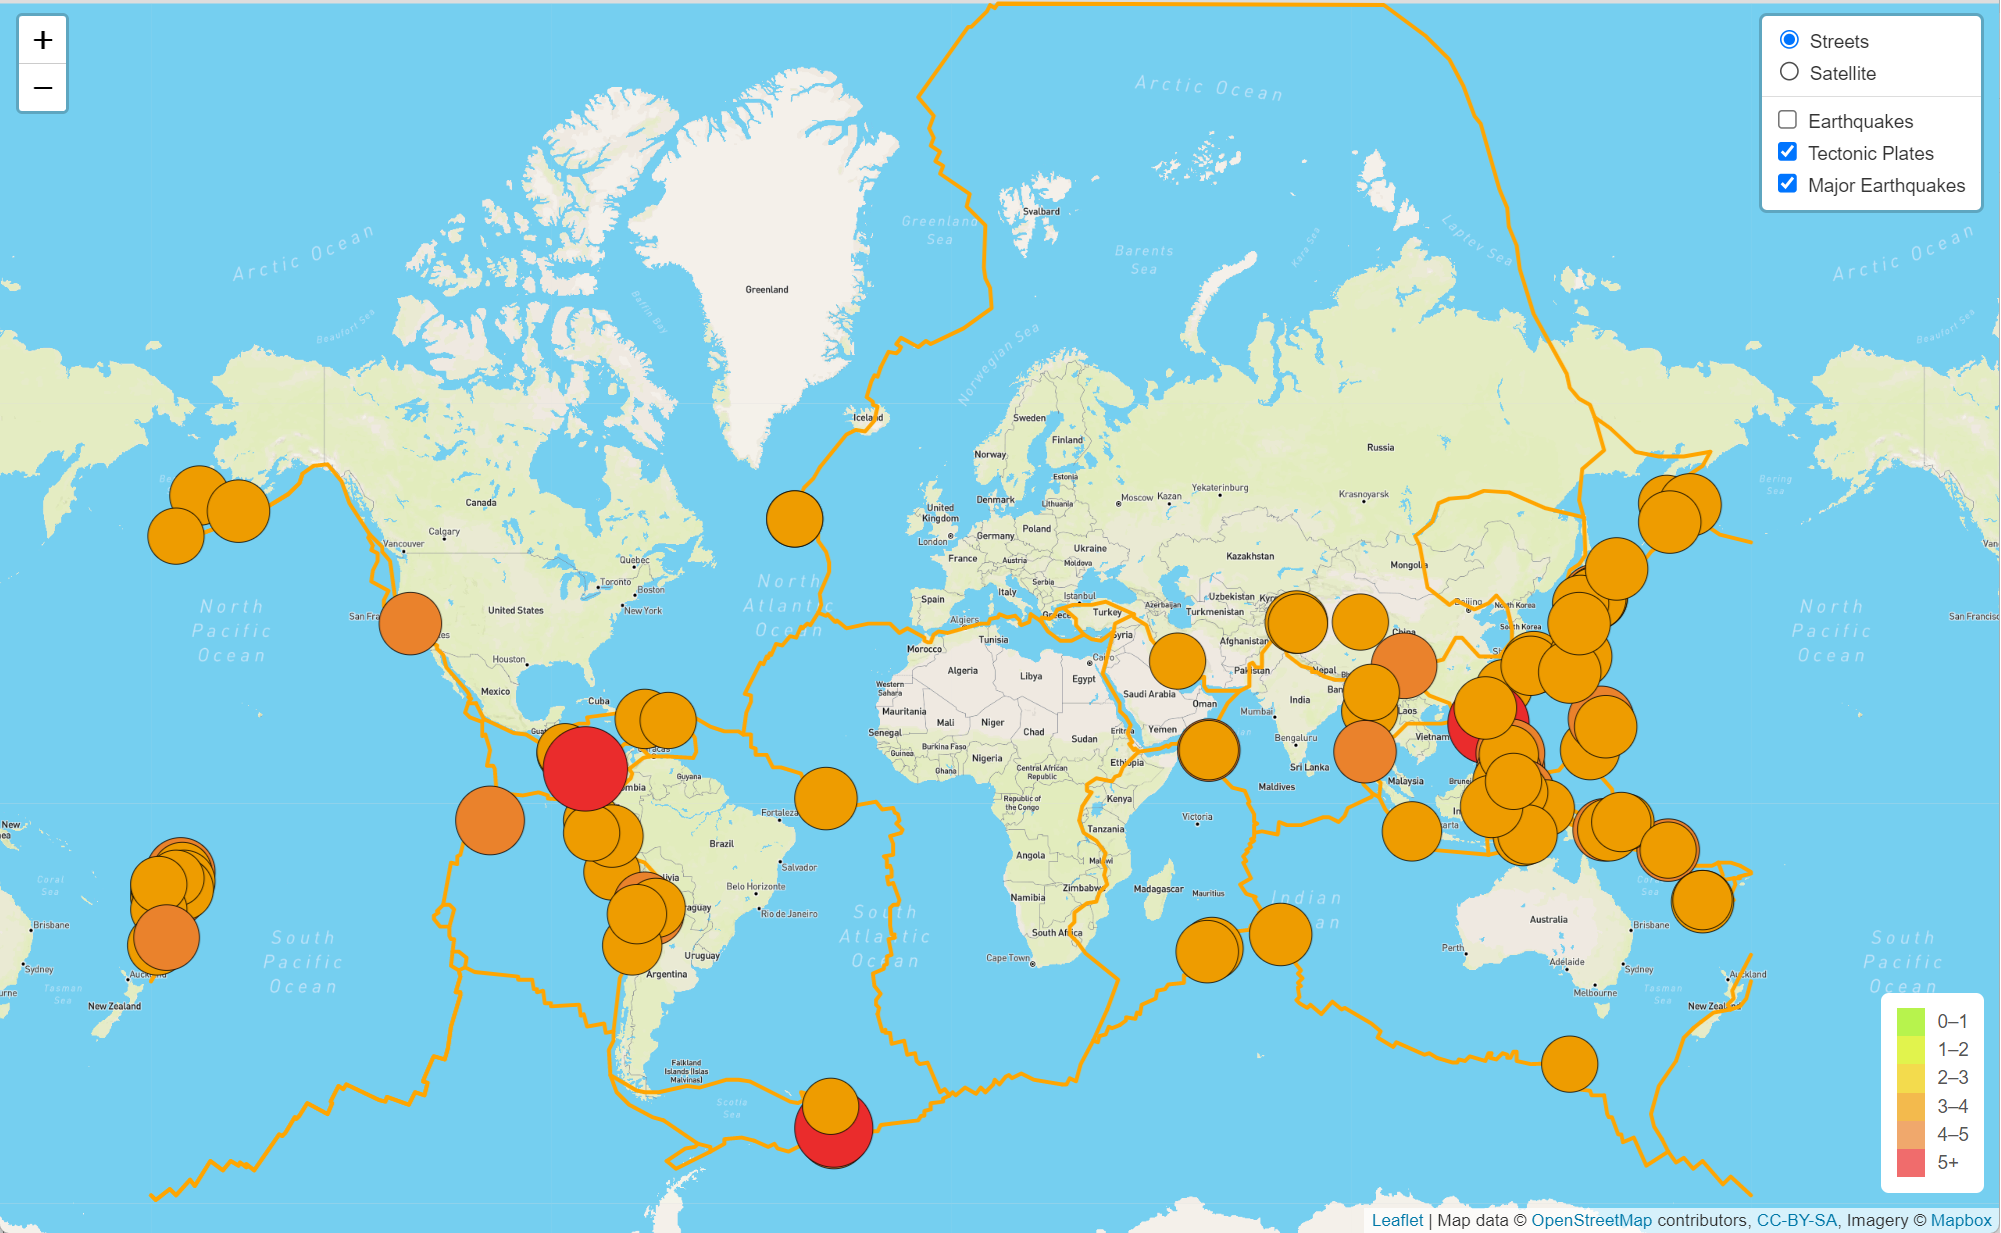 +
−
Streets
Satellite
Earthquakes
Tectonic Plates
Major Earthquakes
Arctic Ocean
Arctic Ocean
Arctic Ocean
Greenland
Sea
Svalbard
Barents
Sea
Kara Sea
Laptev Sea
Beaufort Sea
Baffin Bay
Greenland
Norwegian Sea
Beaufort Sea
Iceland
Sweden
Finland
Norway
Russia
Estonia
Canada
Calgary
Vancouver
Denmark
Lithuania
Moscow
Kazan
Yekaterinburg
Krasnoyarsk
Bering
Sea
United
Kingdom
London
Poland
Germany
Ukraine
Kazakhstan
Mongolia
France
Austria
Moldova
Serbia
Quebec
Toronto
Boston
New York
United States
San Fra
Houston
Mexico
Cuba
North
Pacific
Ocean
North
Atlantic
Ocean
Spain
Italy
Istanbul
Greece
Turkey
Azerbaijan
Uzbekistan
Turkmenistan
Beijing
North Korea
South Korea
China
San Francisco
North
Pacific
Ocean
Algiers
Tunisia
Morocco
Syria
Cairo
Afghanistan
Pakistan
Nepal
Algeria
Libya
Egypt
Western
Sahara
Saudi Arabia
Oman
India
Mumbai
Laos
Mauritania
Mali
Niger
Chad
Sudan
Eritrea
Yemen
Senegal
Guinea
Burkina Faso
Nigeria
Ghana
Central African
Republic
Ethiopia
Bengaluru
Sri Lanka
Maldives
Vietnam
Malaysia
Caracas
Guyana
Fortaleza
Brazil
Salvador
Belo Horizonte
Rio de Janeiro
Uruguay
Argentina
Republic of
the Congo
Kenya
Tanzania
Victoria
Angola
Malawi
Zimbabwe
Namibia
Madagascar
Mauritius
South Africa
Cape Town
Indian
South
Atlantic
Ocean
South
Pacific
Ocean
Coral
Sea
Brisbane
Sydney
Tasman
Sea
New Zealand
Australia
Perth
Adelaide
Melbourne
Brisbane
Sydney
Tasman
Sea
Auckland
New Zealand
South
Pacific
Ocean
Falkland
Islands (Islas
Malvinas)
Scotia
Sea
0–1
1–2
2–3
3–4
4–5
5+
Leaflet | Map data © OpenStreetMap contributors, CC-BY-SA, Imagery © Mapbox